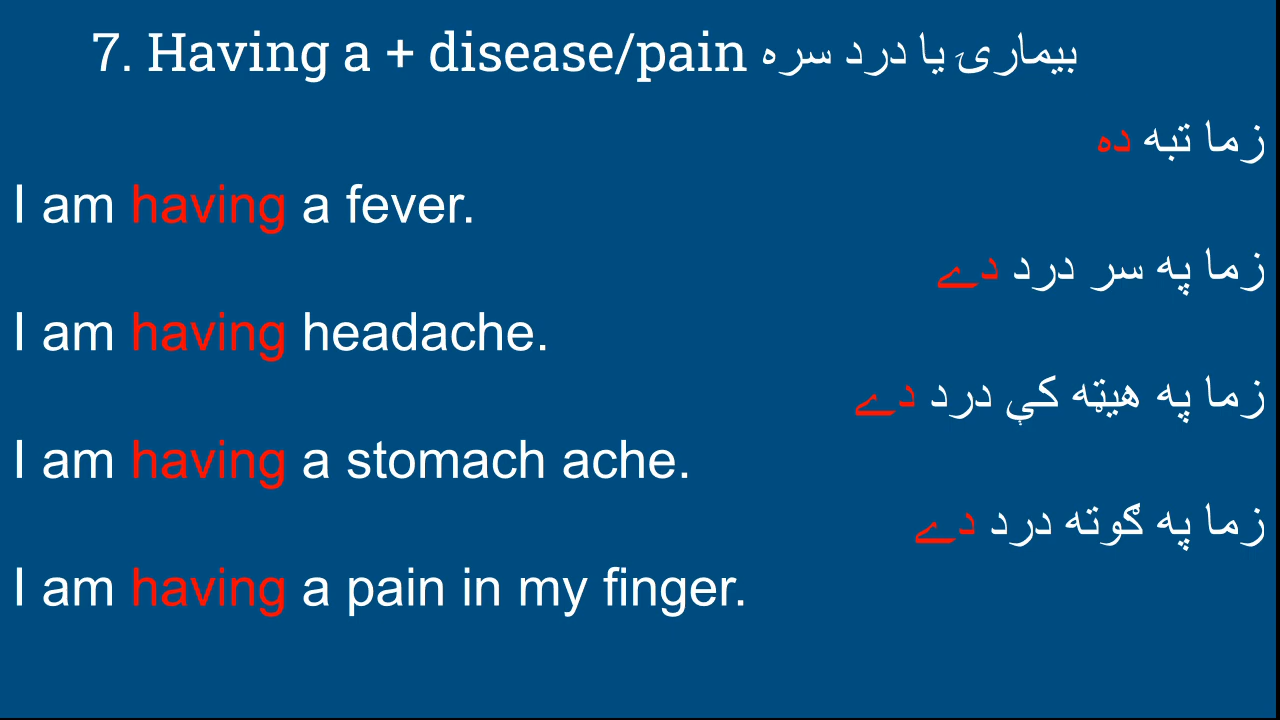 7. Having a + disease/pain بیمارۍ یا درد سره
زما تبه ده
I am having a fever.
زما په سر درد دے
I am having headache.
زما په هیټه کې درد دے
I am having a stomach ache.
زما په ګوته درد دے
I am having a pain in my finger.